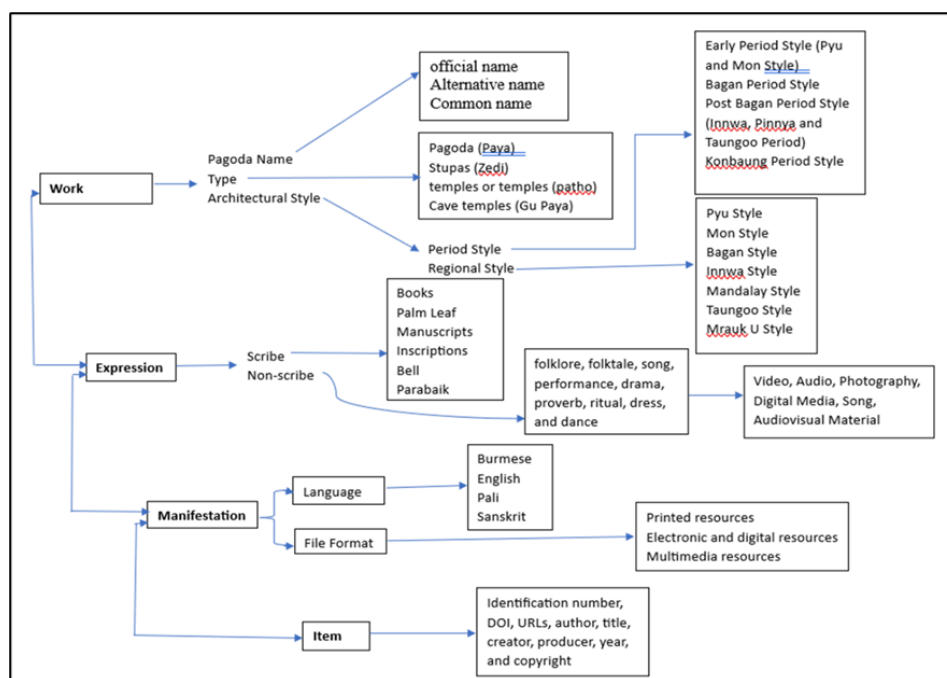 official name
Alternative name
Common name
Early Period Style (Pyu
and Mon Style)
Bagan Period Style
Post Bagan Period Style
(Innwa, Pinnya and
Taungoo Period)
Konbaung Period Style
Work
Pagoda Name
Type
Architectural Style
Pagoda (Paya)
Stupas (Zedi)
temples or temples (patho)
Cave temples (Gu Paya)
Period Style
Regional Style
Pyu Style
Mon Style
Bagan Style
Innwa Style
Mandalay Style
Taungoo Style
Mrauk U Style
Expression
Scribe
Non-scribe
Books
Palm Leaf
Manuscripts
Inscriptions
Bell
Parabaik
folklore, folktale, song,
performance, drama,
proverb, ritual, dress,
and dance
Video, Audio, Photography,
Digital Media, Song,
Audiovisual Material
Manifestation
Language
File Format
Burmese
English
Pali
Sanskrit
Printed resources
Electronic and digital resources
Multimedia resources
Item
Identification number,
DOI, URLs, author, title,
creator, producer, year,
and copyright